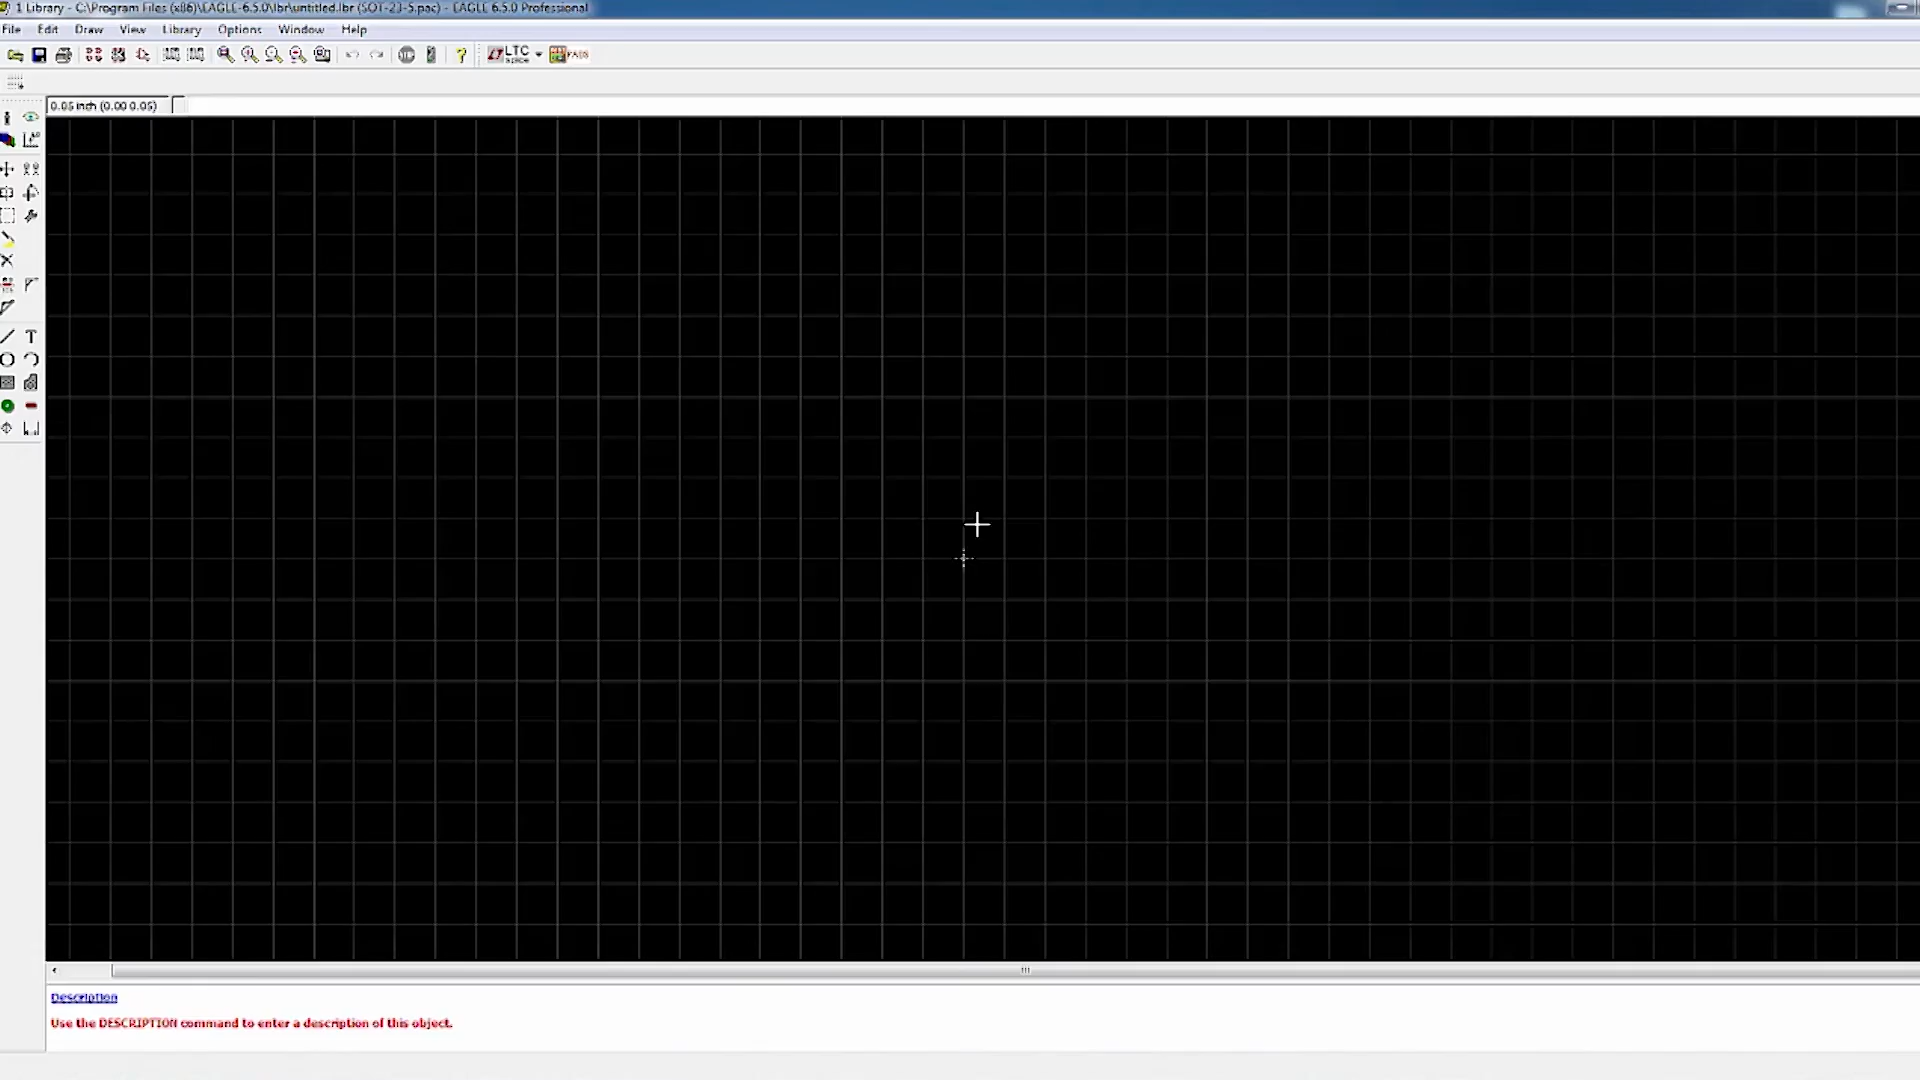 1 Library - C:\Program Files (x86)\EAGLE-6.5.0\lbr\untitled.lbr (SOT-23-5.pac) - EAGLE 6.5.0 Professional
File Edit Draw View Library Options Window Help
LTC
SPICE
PADS
0.05 inch (0.00 0.05)
T
Description
Use the DESCRIPTION command to enter a description of this object.